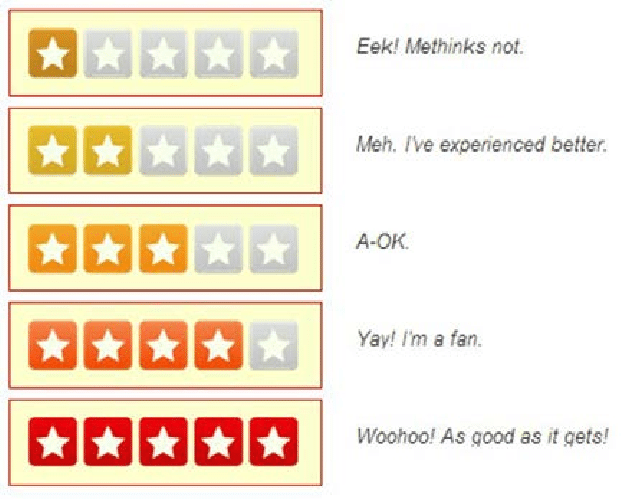 Eek! Methinks not.
Meh. I've experienced better.
A-OK.
Yay! I'm a fan.
Woohoo! As good as it gets!